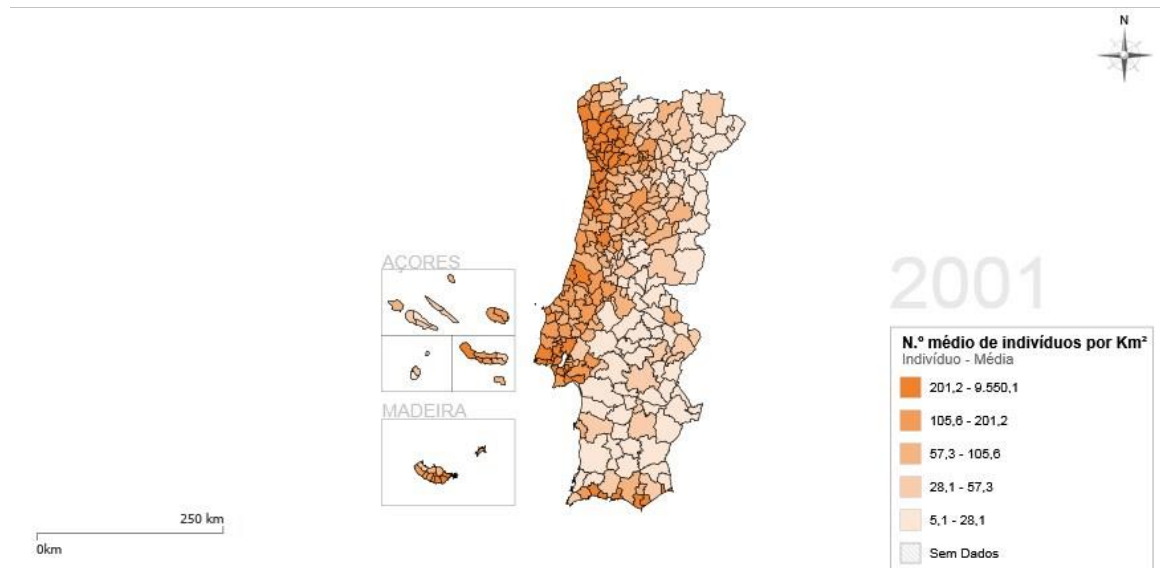 N
AÇORES
MADEIRA
250 km
0km
2001
N.º médio de indivíduos por Km²
Indivíduo - Média
201,2 - 9.550,1
105,6 - 201,2
57,3 - 105,6
28,1 - 57,3
5,1 - 28,1
Sem Dados